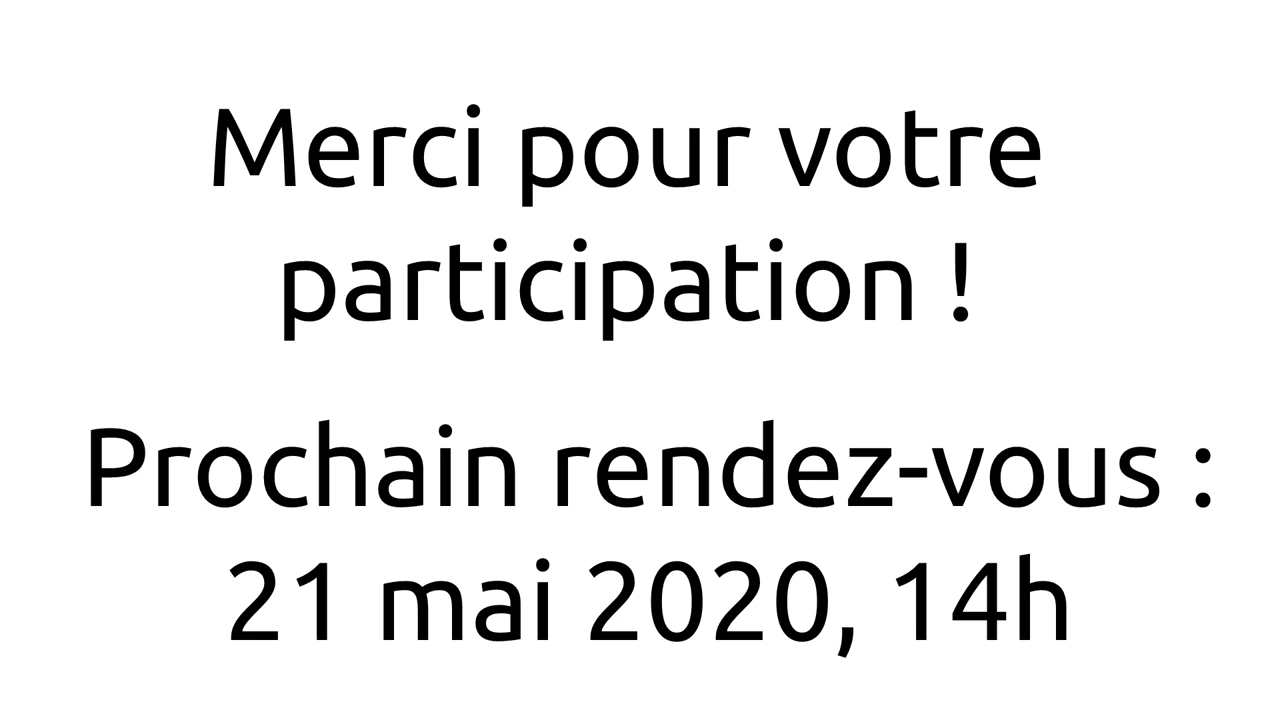 Merci pour votre
participation !
Prochain rendez-vous :
21 mai 2020, 14h